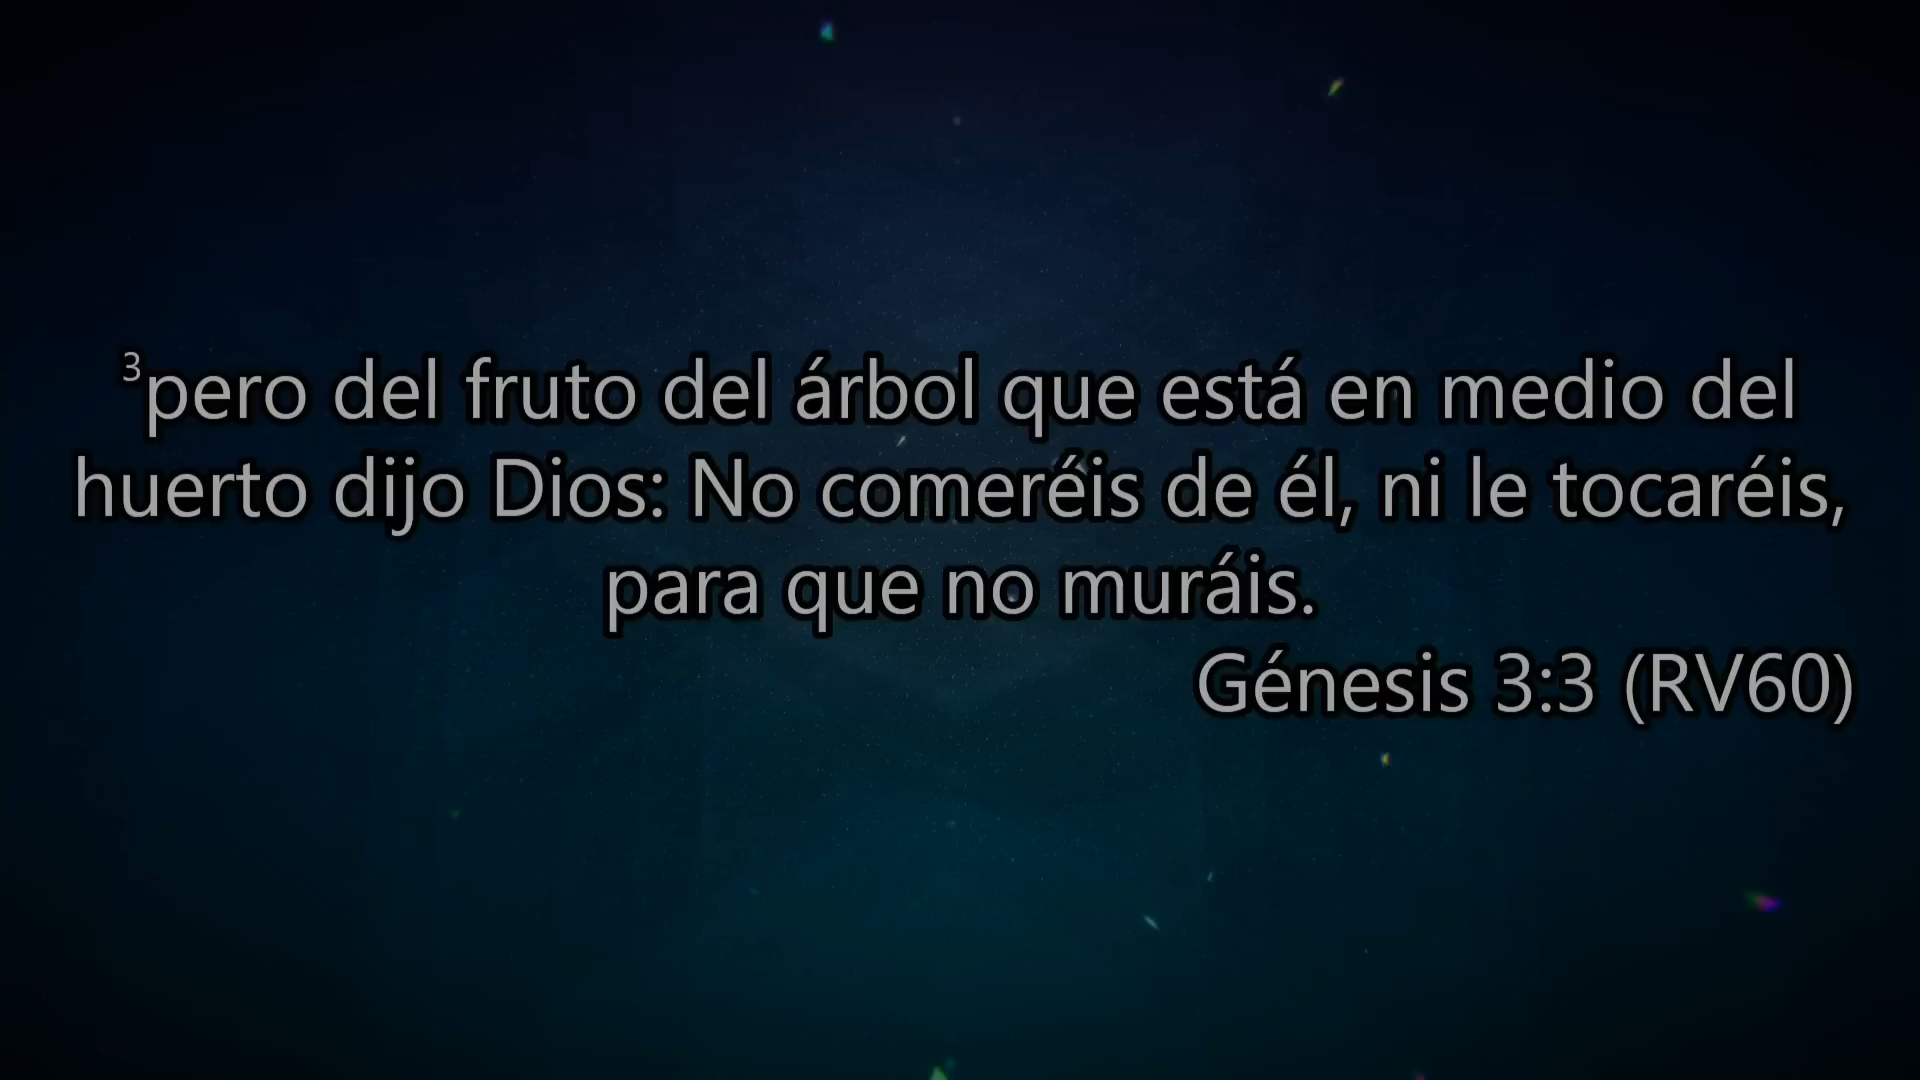 ³pero del fruto del árbol que está en medio del
huerto dijo Dios: No comeréis de él, ni le tocaréis,
para que no muráis.
Génesis 3:3 (RV60)